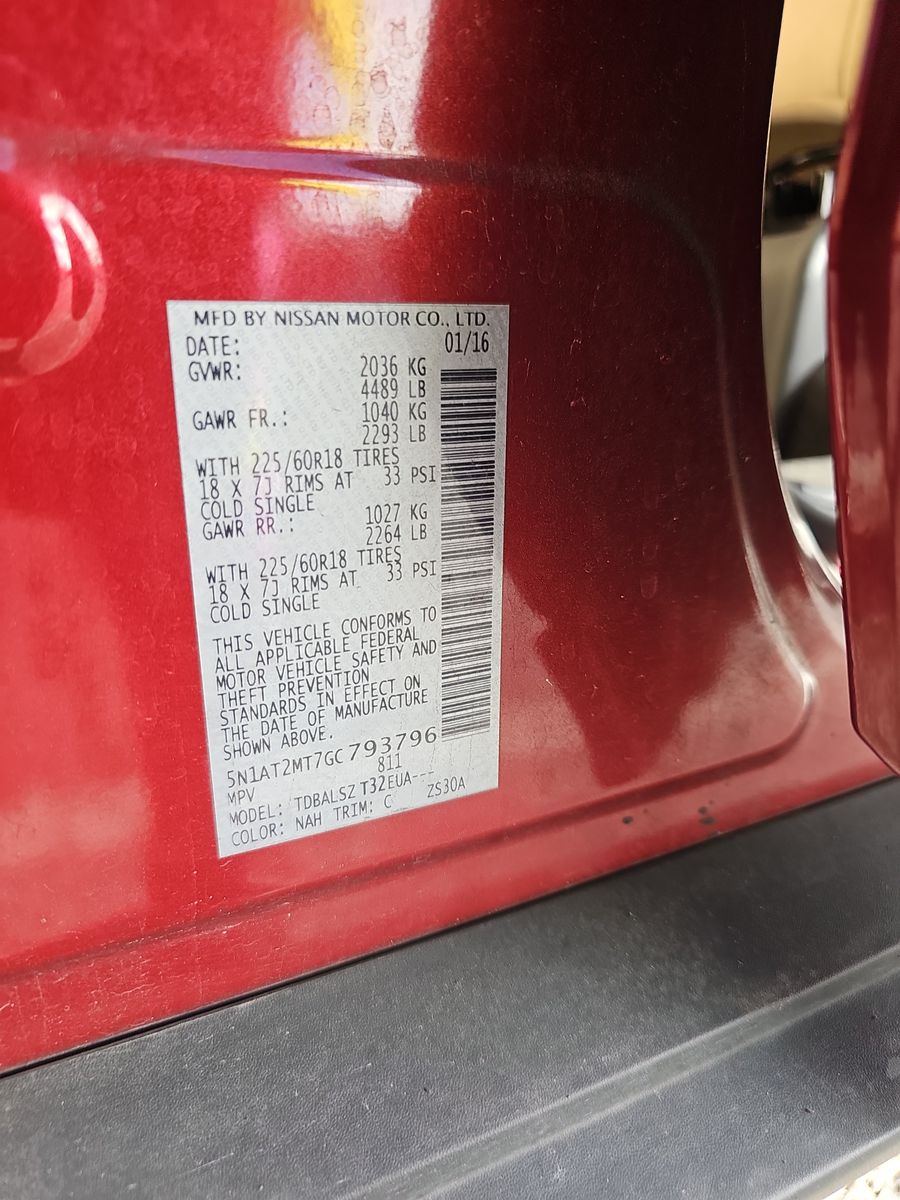 MFD BY NISSAN MOTOR CO., LTD.
DATE: 01/16
GVWR: 2036 KG
4489 LB
GAWR FR.: 1040 KG
2293 LB
WITH 225/60R18 TIRES
18 X 7J RIMS AT 33 PSI
COLD SINGLE
GAWR RR.: 1027 KG
2264 LB
WITH 225/60R18 TIRES
18 X 7J RIMS AT 33 PSI
COLD SINGLE
THIS VEHICLE CONFORMS TO
ALL APPLICABLE FEDERAL
MOTOR VEHICLE SAFETY AND
THEFT PREVENTION
STANDARDS IN EFFECT ON
THE DATE OF MANUFACTURE
SHOWN ABOVE.
5N1AT2MT7GC793796
MPV 811
MODEL: TDBALSZ T32EUA---
COLOR: NAH TRIM: C ZS30A